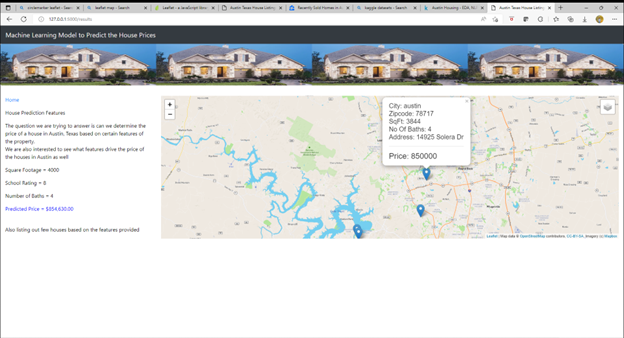 circlemarker leaflet - Search
leaflet map - Search
Leaflet - a JavaScript library
Austin Texas House Listing
Recently Sold Homes in A
kaggle datasets - Search
Austin Housing - EDA, NLP
Austin Texas House Listing
127.0.0.1:5000/results
Machine Learning Model to Predict the House Prices
Home
House Prediction Features
The question we are trying to answer is can we determine the
price of a house in Austin, Texas based on certain features of
the property.
We are also interested to see what features drive the price of
the houses in Austin as well
Square Footage = 4000
School Rating = 8
Number of Baths = 4
Predicted Price = $854,630.00
Also listing out few houses based on the features provided
+
−
City: austin
Zipcode: 78717
SqFt: 3844
No Of Baths: 4
Address: 14925 Solera Dr
Price: 850000
Leaflet | Map data © OpenStreetMap contributors, CC-BY-SA, Imagery (c) Mapbox